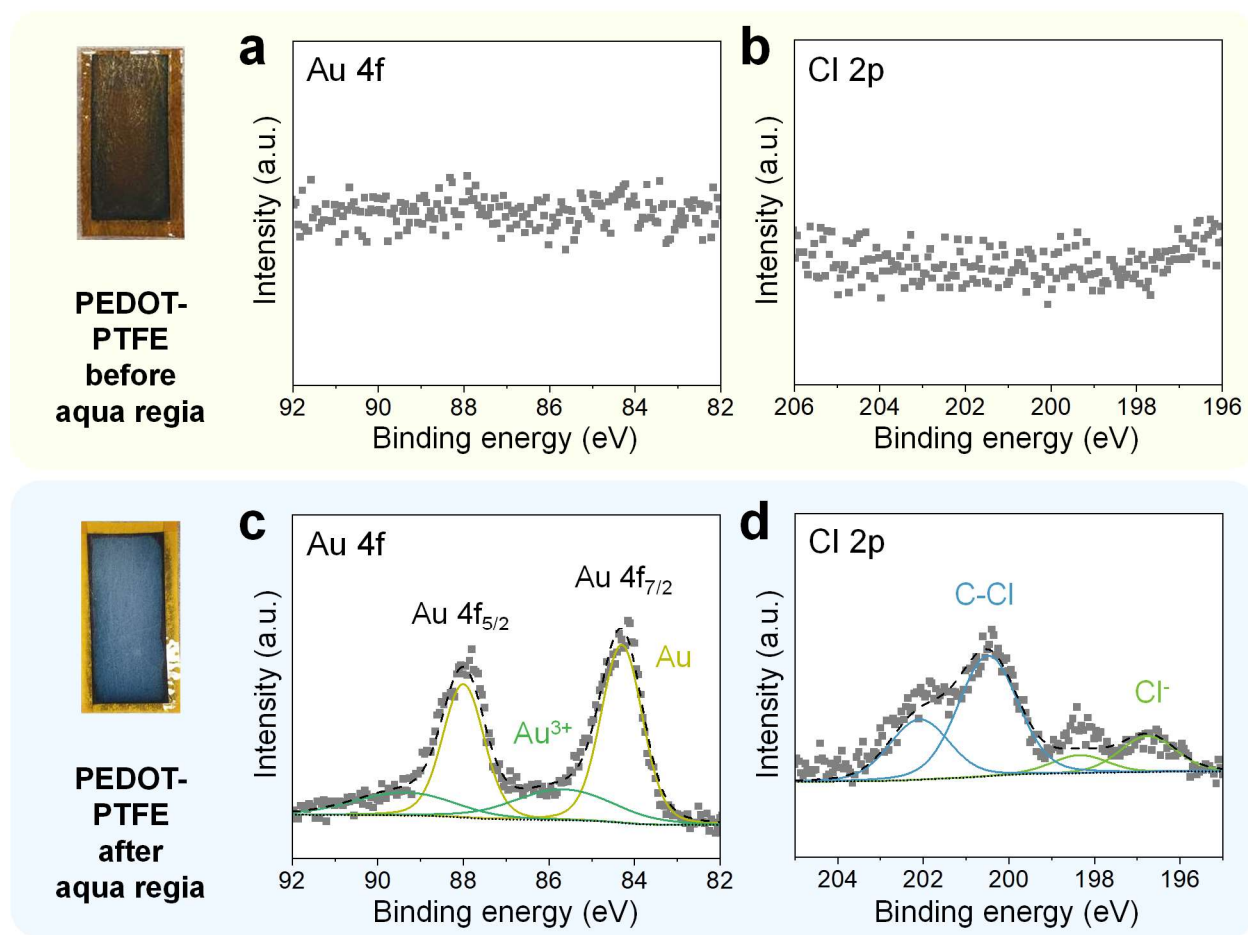 a
Au 4f
Intensity (a.u.)
92 90 88 86 84 82
Binding energy (eV)
b
Cl 2p
Intensity (a.u.)
206 204 202 200 198 196
Binding energy (eV)
PEDOT-
PTFE
before
aqua regia
c
Au 4f
Au 4f5/2
Au 4f7/2
Au
Au3+
Intensity (a.u.)
92 90 88 86 84 82
Binding energy (eV)
d
Cl 2p
C-Cl
Cl-
Intensity (a.u.)
204 202 200 198 196
Binding energy (eV)
PEDOT-
PTFE
after
aqua regia